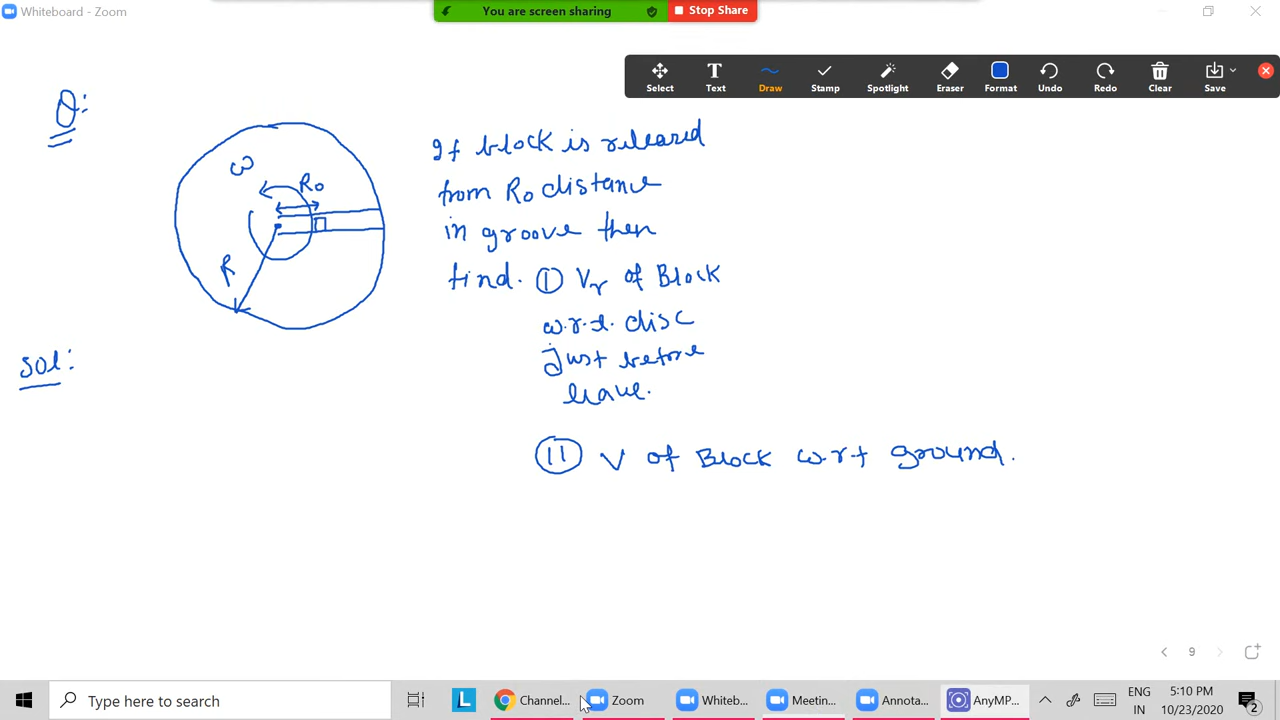 Whiteboard - Zoom
You are screen sharing
Stop Share
Select
Text
Draw
Stamp
Spotlight
Eraser
Format
Undo
Redo
Clear
Save
Q:
ω
R₀
R
If block is released
from R₀ distance
in groove then
find. (I) Vr of Block
w.r.t. disc
just before
leave.
(II) V of Block w.r.t ground.
Sol:
9
Type here to search
L
Channel...
Zoom
Whiteb...
Meetin...
Annota...
AnyMP...
ENG
IN
5:10 PM
10/23/2020
2